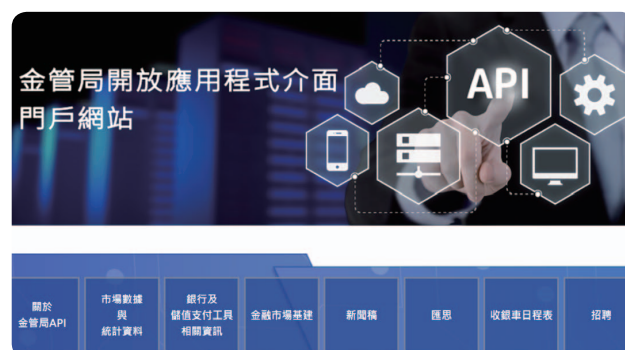 金管局開放應用程式介面
門戶網站
API
關於
金管局API
市場數據
與
統計資料
銀行及
儲值支付工具
相關資訊
金融市場基建
新聞稿
匯思
收銀車日程表
招聘